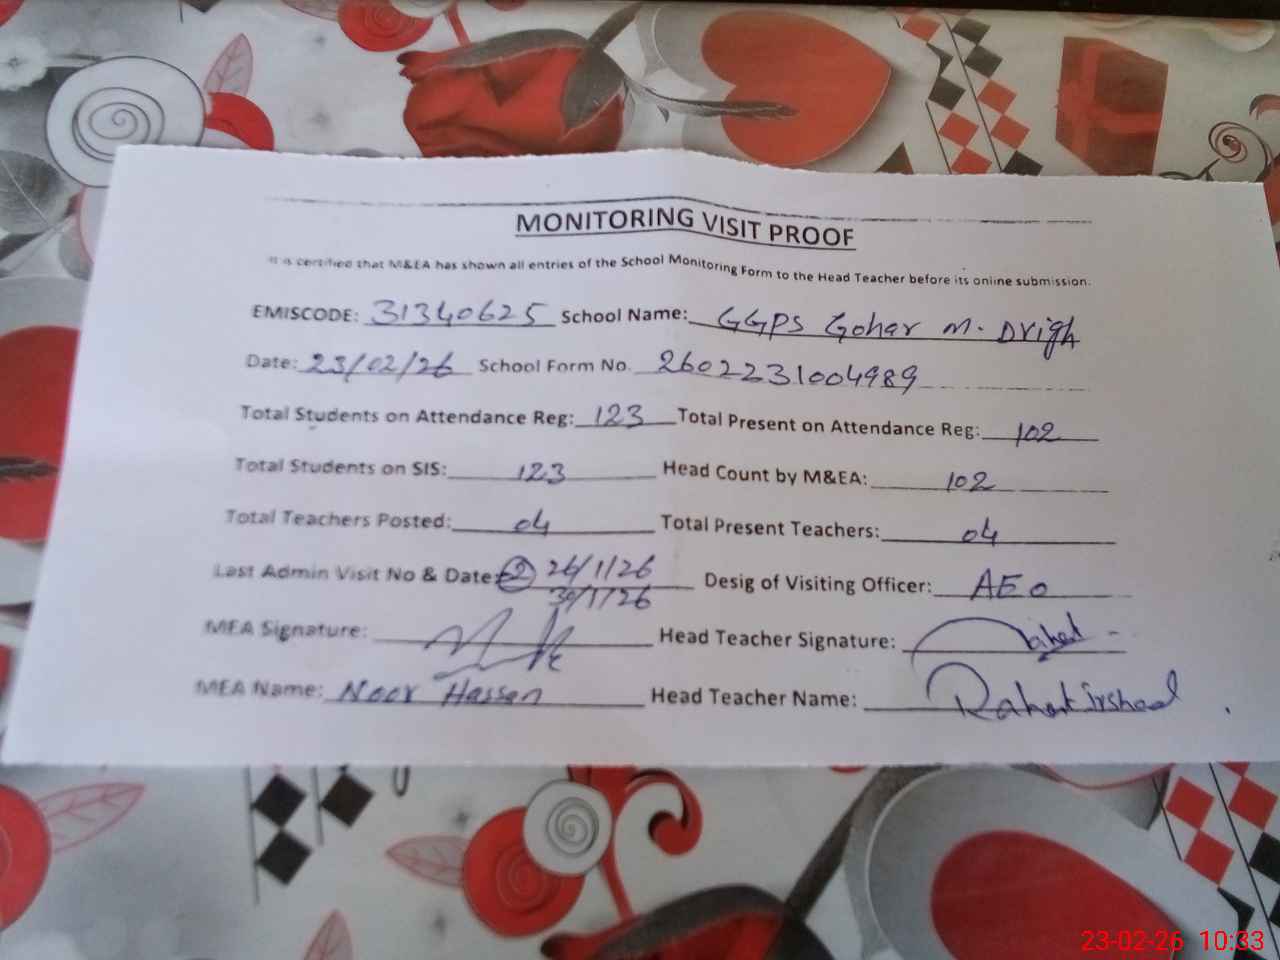 MONITORING VISIT PROOF
It is certified that M&EA has shown all entries of the School Monitoring Form to the Head Teacher before its online submission.
EMISCODE: 31340625 School Name: GGPS Gohar M. Drigh
Date: 23/02/26 School Form No. 2602231004989
Total Students on Attendance Reg: 123 Total Present on Attendance Reg: 102
Total Students on SIS: 123 Head Count by M&EA: 102
Total Teachers Posted: 04 Total Present Teachers: 04
Last Admin Visit No & Date: 2 26/1/26 Desig of Visiting Officer: AEO
30/1/26
MEA Signature: Head Teacher Signature:
MEA Name: Noor Hassan Head Teacher Name: Rahat Irshad
23-02-26 10:33